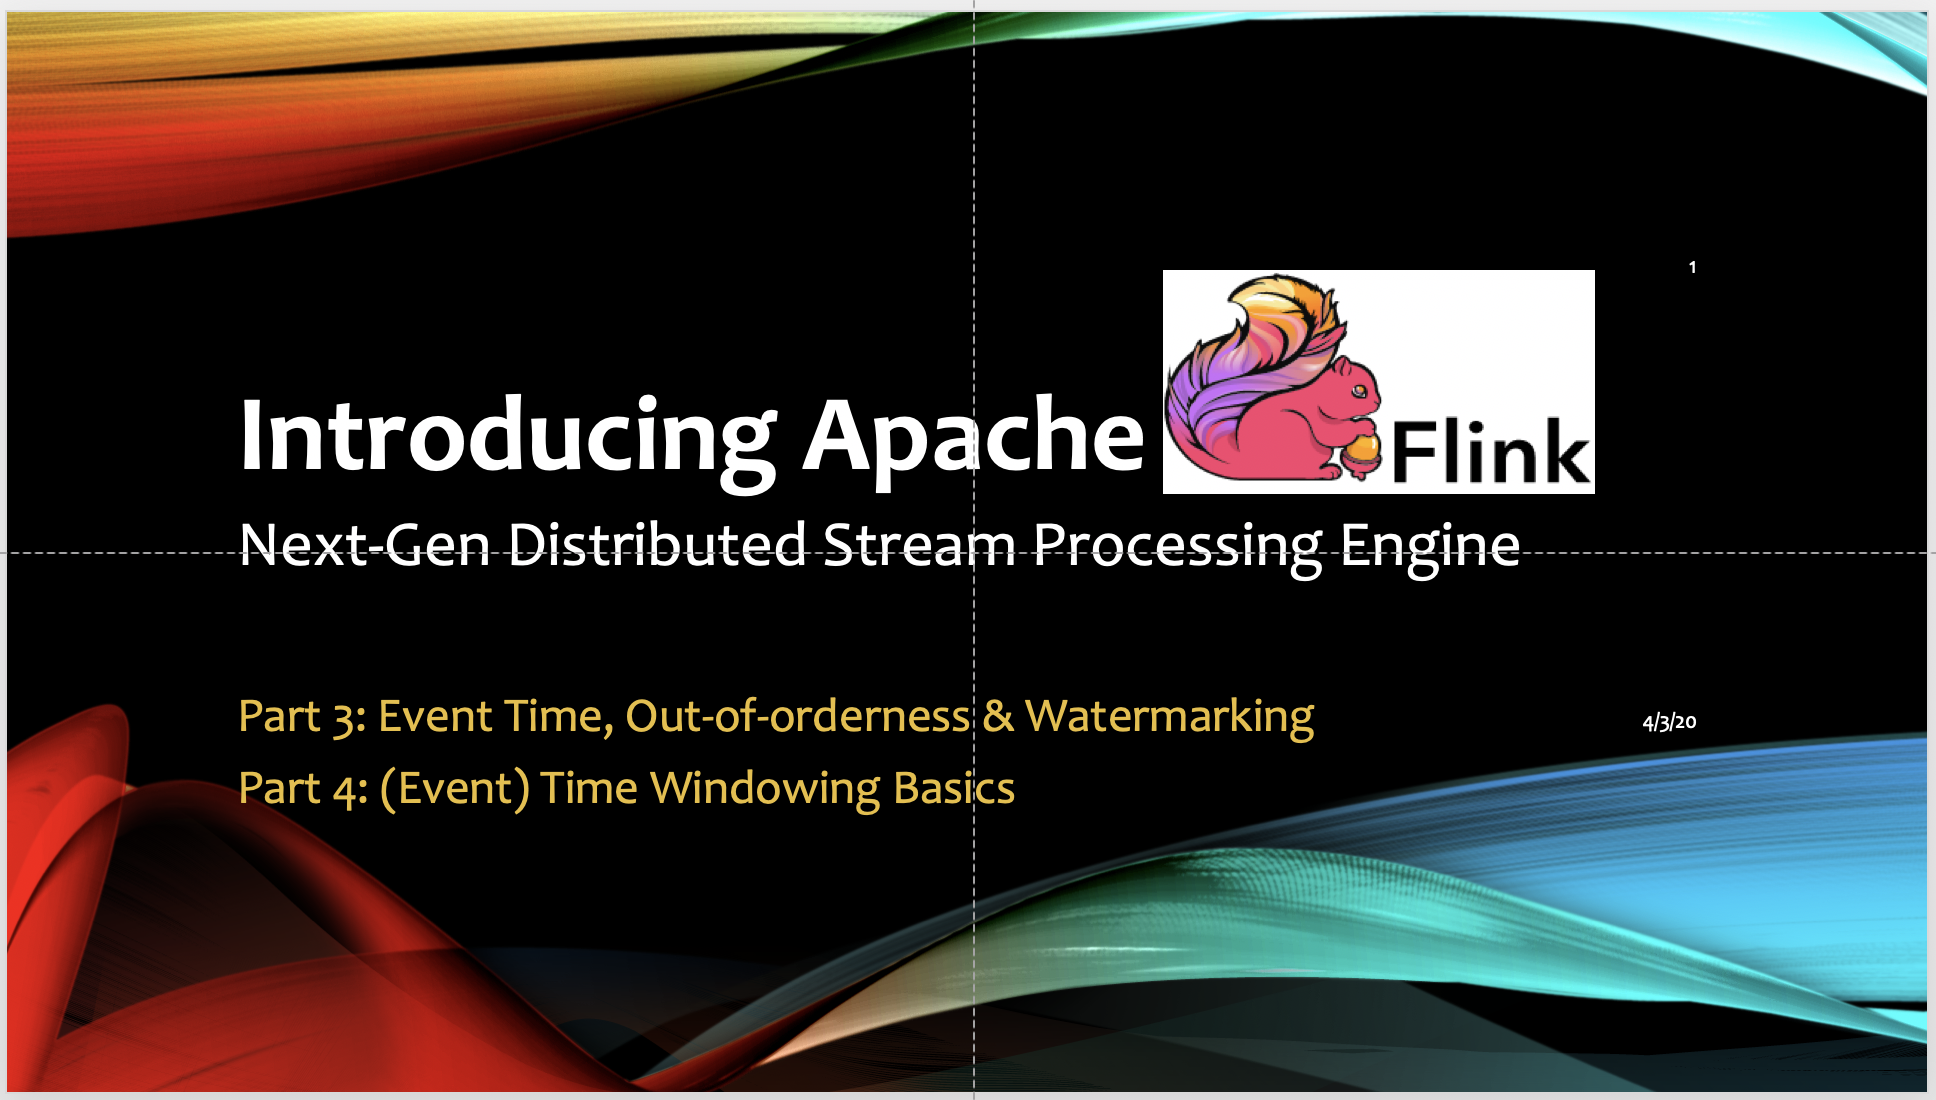 1
Introducing Apache Flink
Next-Gen Distributed Stream Processing Engine
Part 3: Event Time, Out-of-orderness & Watermarking
4/3/20
Part 4: (Event) Time Windowing Basics